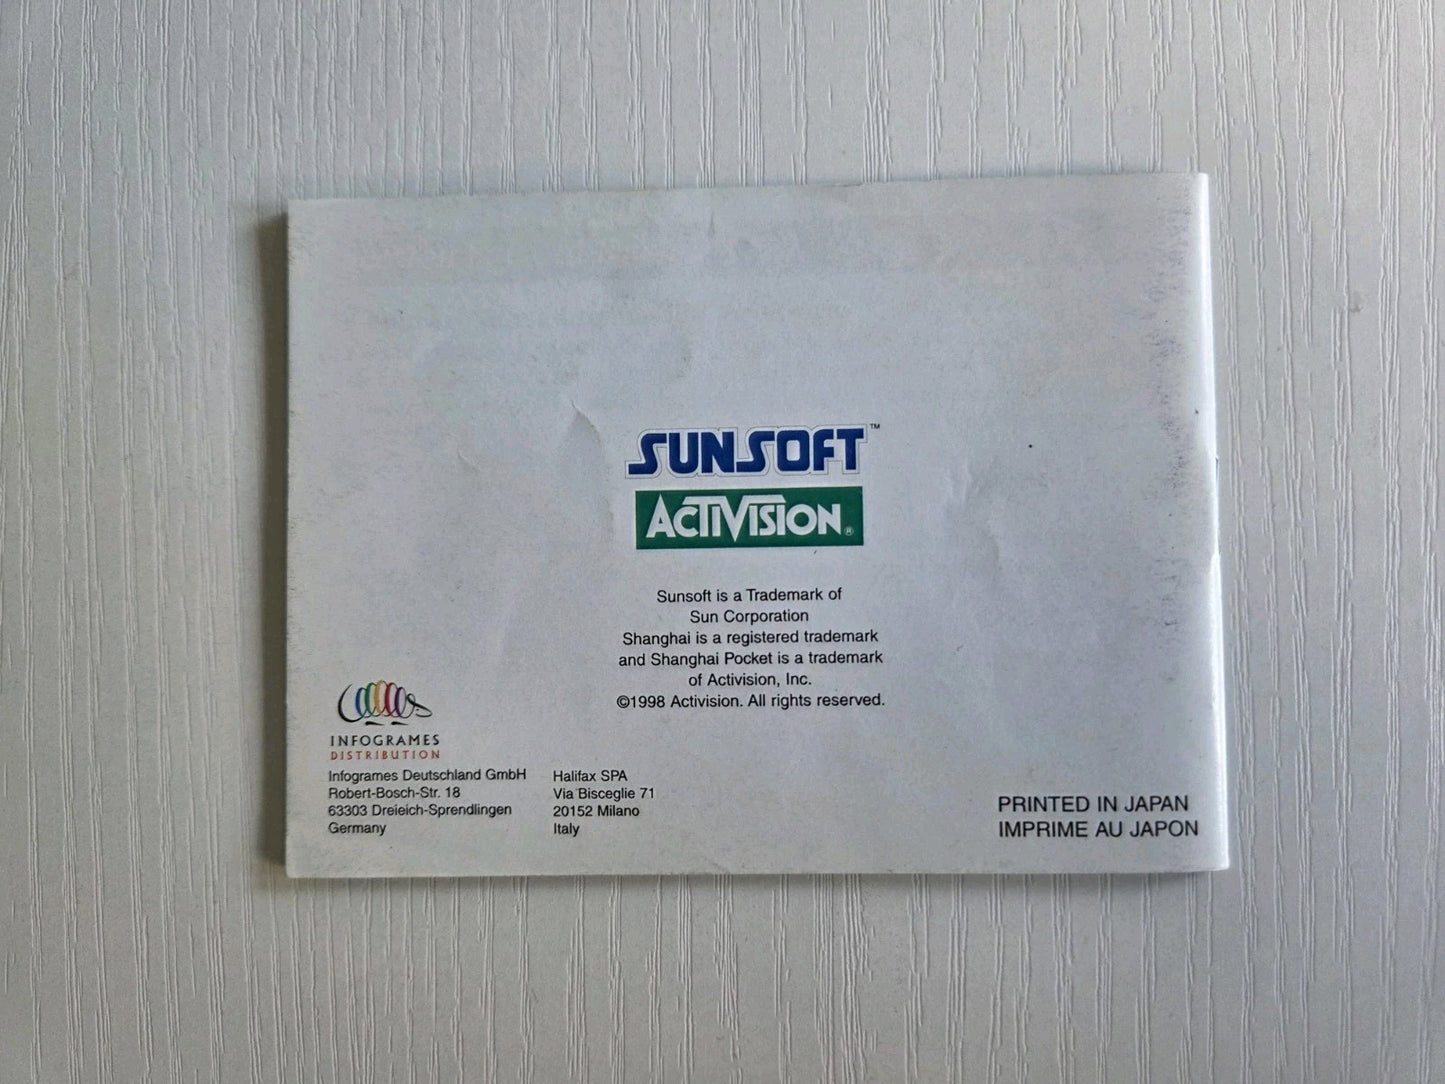 SUNSOFT™
ACTIVISION®
Sunsoft is a Trademark of
Sun Corporation
Shanghai is a registered trademark
and Shanghai Pocket is a trademark
of Activision, Inc.
©1998 Activision. All rights reserved.
INFOGRAMES
DISTRIBUTION
Infogrames Deutschland GmbH
Robert-Bosch-Str. 18
63303 Dreieich-Sprendlingen
Germany
Halifax SPA
Via Bisceglie 71
20152 Milano
Italy
PRINTED IN JAPAN
IMPRIME AU JAPON